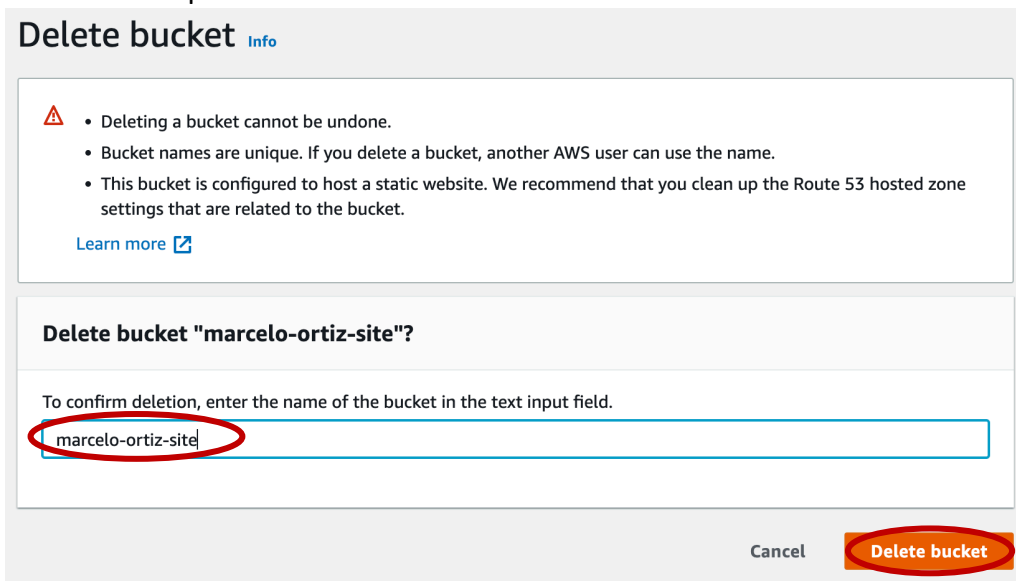 Delete bucket Info
• Deleting a bucket cannot be undone.
• Bucket names are unique. If you delete a bucket, another AWS user can use the name.
• This bucket is configured to host a static website. We recommend that you clean up the Route 53 hosted zone
settings that are related to the bucket.
Learn more
Delete bucket "marcelo-ortiz-site"?
To confirm deletion, enter the name of the bucket in the text input field.
marcelo-ortiz-site
Cancel Delete bucket